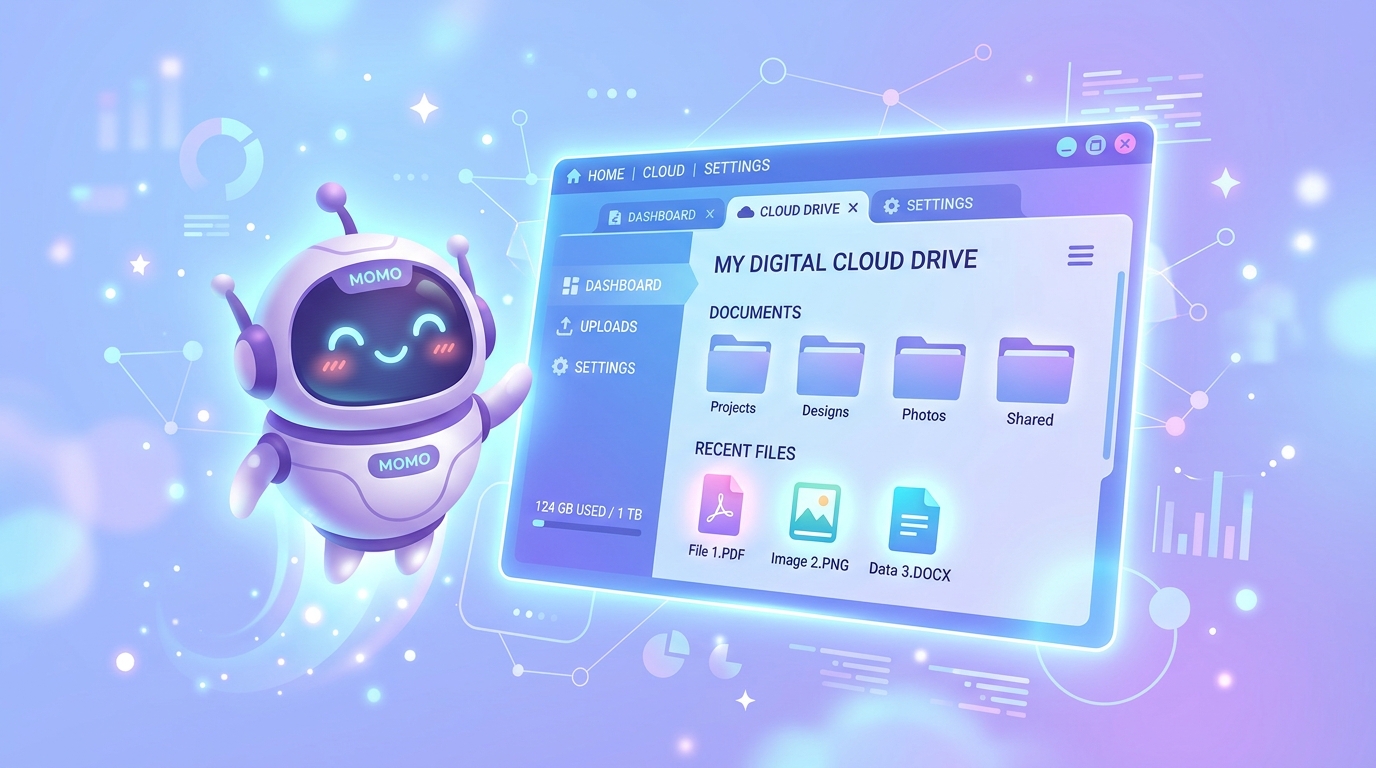 MOMO
MOMO
HOME | CLOUD | SETTINGS
DASHBOARD
CLOUD DRIVE
SETTINGS
DASHBOARD
UPLOADS
SETTINGS
124 GB USED / 1 TB
MY DIGITAL CLOUD DRIVE
DOCUMENTS
Projects
Designs
Photos
Shared
RECENT FILES
File 1.PDF
Image 2.PNG
Data 3.DOCX